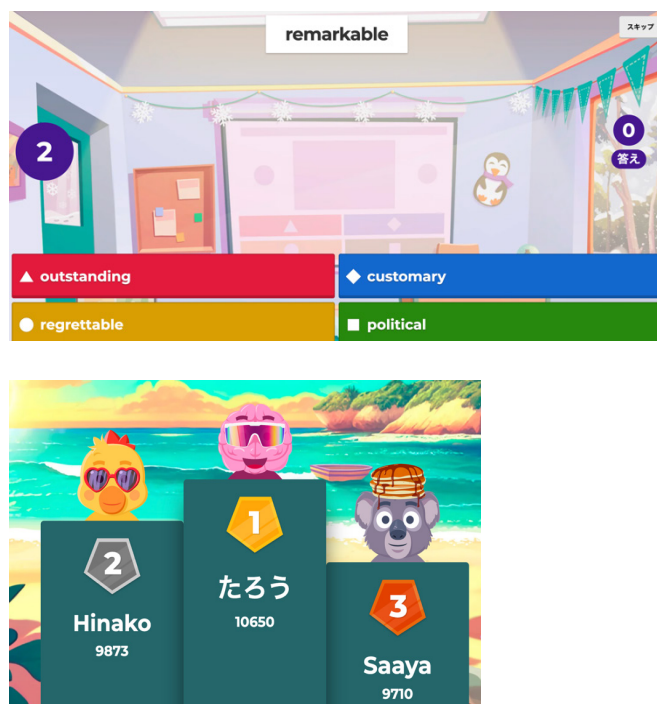 remarkable
スキップ
2
0
答え
outstanding
customary
regrettable
political
1
たろう
10650
2
Hinako
9873
3
Saaya
9710